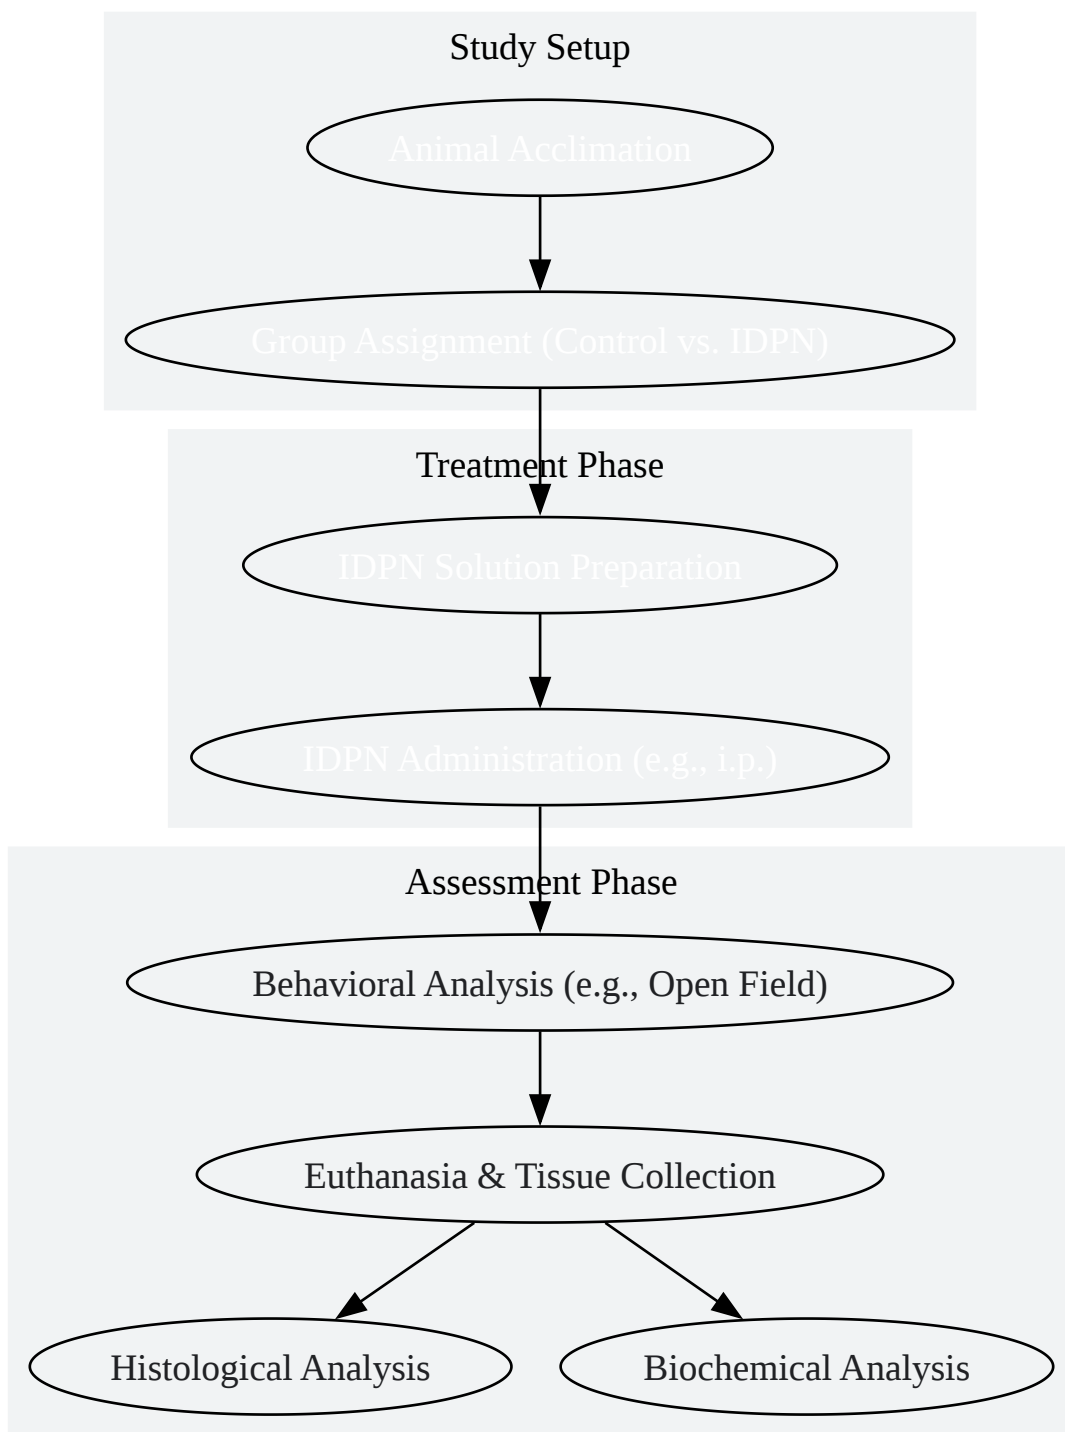 Study Setup
Animal Acclimation
Group Assignment (Control vs. IDPN)
Treatment Phase
IDPN Solution Preparation
IDPN Administration (e.g., i.p.)
Assessment Phase
Behavioral Analysis (e.g., Open Field)
Euthanasia & Tissue Collection
Histological Analysis
Biochemical Analysis